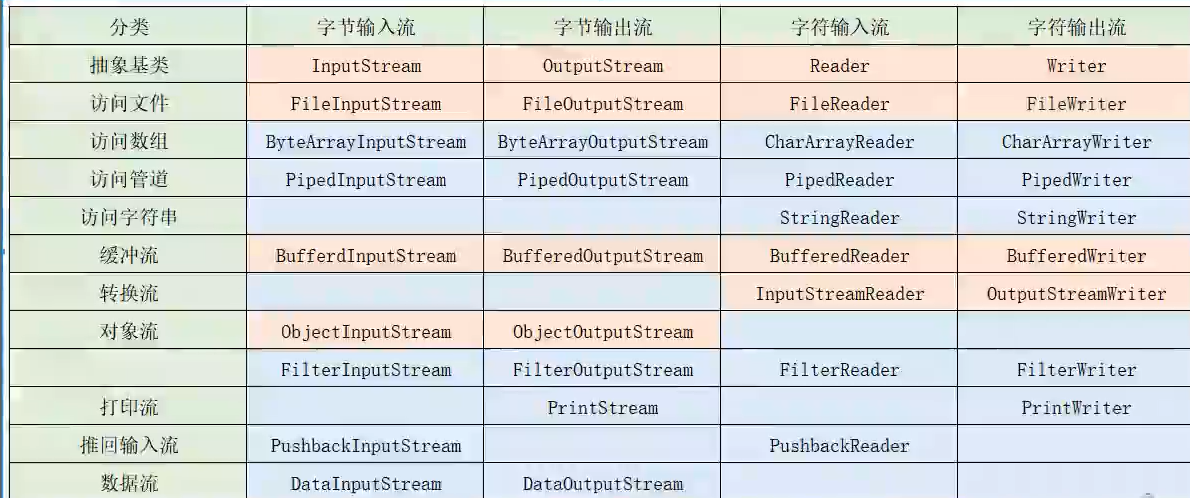 分类 字节输入流 字节输出流 字符输入流 字符输出流
抽象基类 InputStream OutputStream Reader Writer
访问文件 FileInputStream FileOutputStream FileReader FileWriter
访问数组 ByteArrayInputStream ByteArrayOutputStream CharArrayReader CharArrayWriter
访问管道 PipedInputStream PipedOutputStream PipedReader PipedWriter
访问字符串 StringReader StringWriter
缓冲流 BufferdInputStream BufferedOutputStream BufferedReader BufferedWriter
转换流 InputStreamReader OutputStreamWriter
对象流 ObjectInputStream ObjectOutputStream
FilterInputStream FilterOutputStream FilterReader FilterWriter
打印流 PrintStream PrintWriter
推回输入流 PushbackInputStream PushbackReader
数据流 DataInputStream DataOutputStream